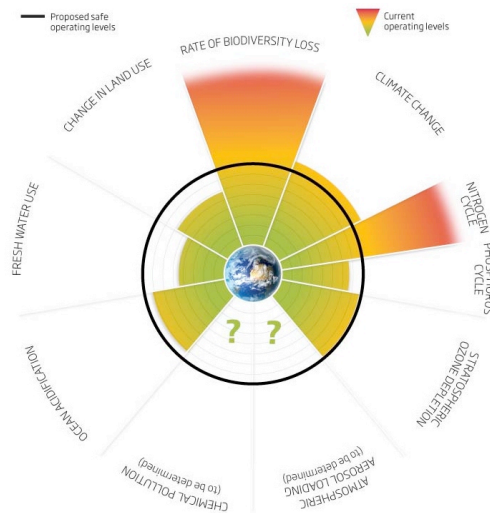 Proposed safe
operating levels
Current
operating levels
RATE OF BIODIVERSITY LOSS
CLIMATE CHANGE
NITROGEN
CYCLE
PHOSPHORUS
CYCLE
STRATOSPHERIC
OZONE DEPLETION
ATMOSPHERIC
AEROSOL LOADING
(to be determined)
CHEMICAL POLLUTION
(to be determined)
OCEAN ACIDIFICATION
FRESH WATER USE
CHANGE IN LAND USE
? ?